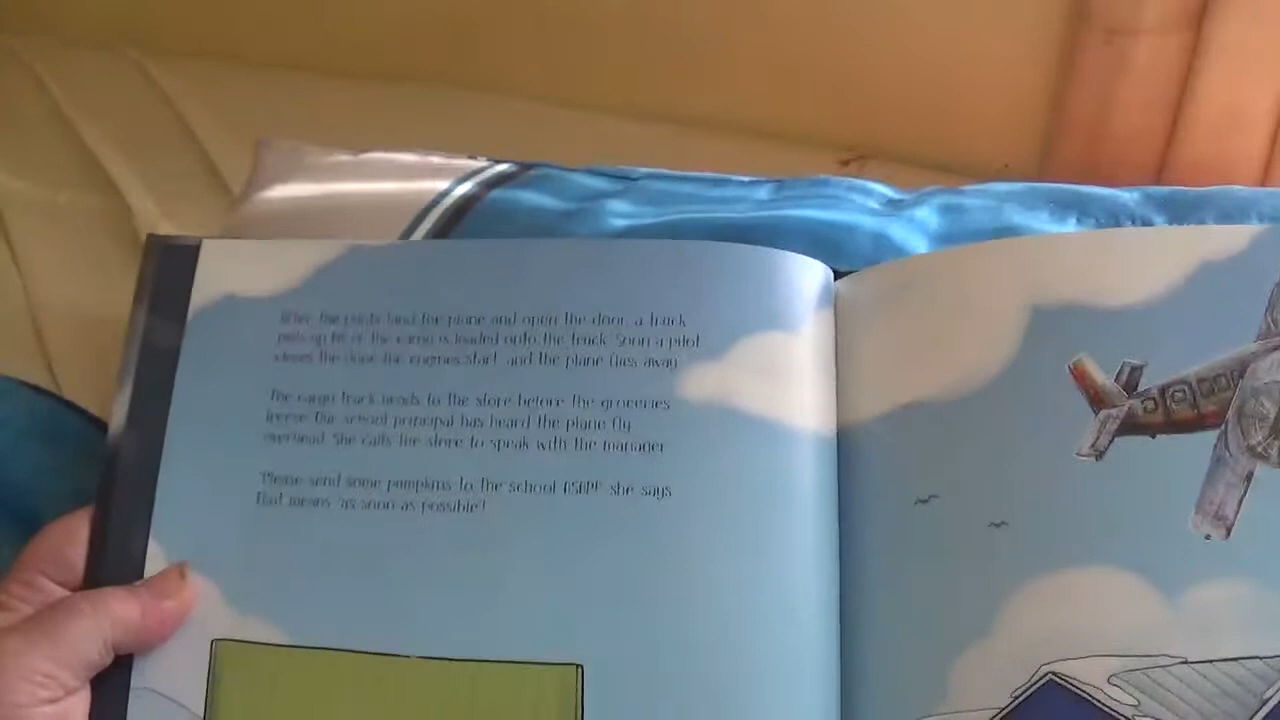 After the pilots land the plane and open the door, a truck
pulls up the cargo is loaded onto the truck. Soon a pilot
closes the door, the engines start, and the plane flies away.
The cargo truck heads to the store before the groceries
freeze. The school principal has heard the plane fly
overhead. She calls the store to speak with the manager.
"Please send some pumpkins to the school ASAP!" she says.
That means "as soon as possible"!